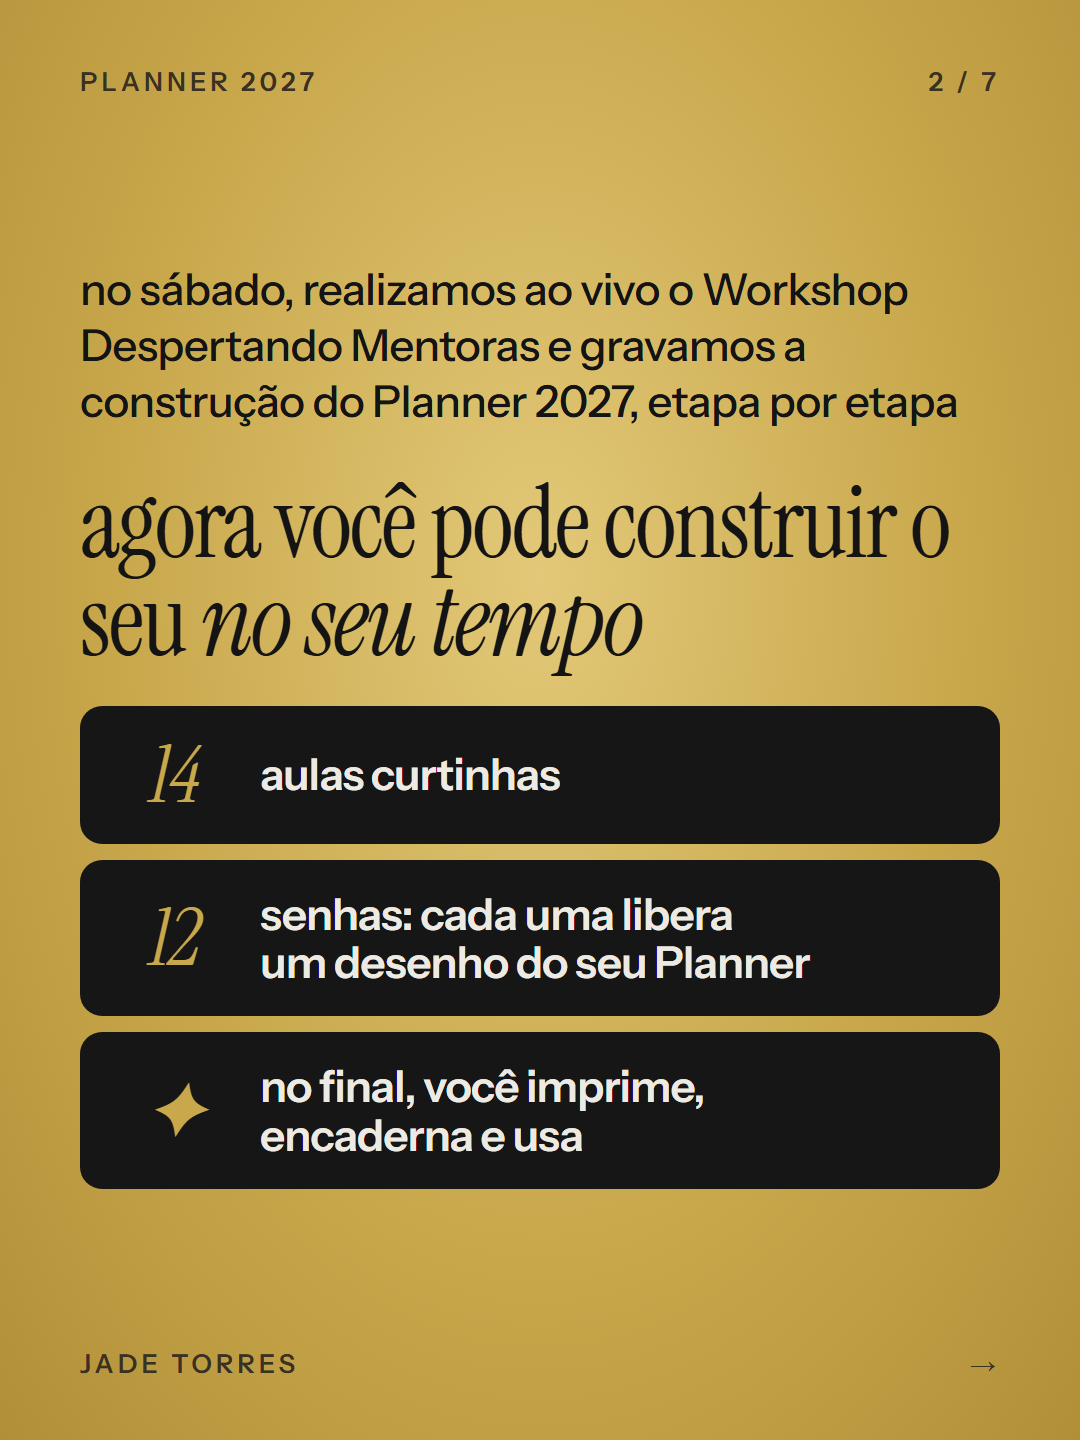 PLANNER 2027
2 / 7
no sábado, realizamos ao vivo o Workshop
Despertando Mentoras e gravamos a
construção do Planner 2027, etapa por etapa
agora você pode construir o
seu no seu tempo
14
aulas curtinhas
12
senhas: cada uma libera
um desenho do seu Planner
no final, você imprime,
encaderna e usa
JADE TORRES
→